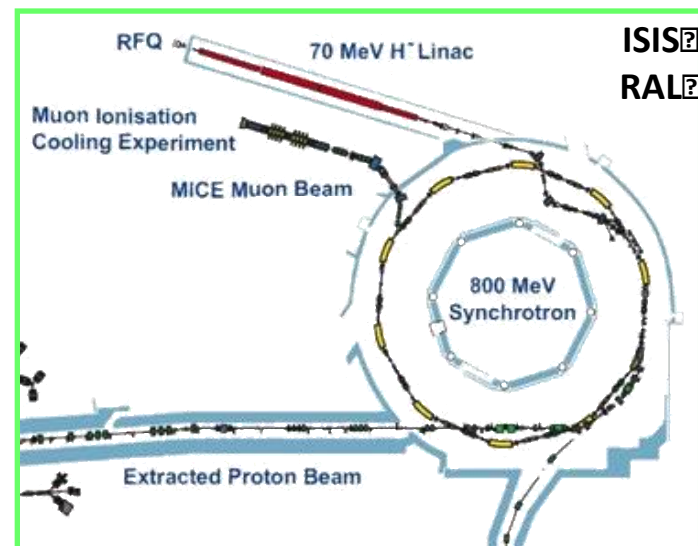 RFQ
70 MeV H⁻ Linac
ISIS
RAL
Muon Ionisation
Cooling Experiment
MICE Muon Beam
800 MeV
Synchrotron
Extracted Proton Beam